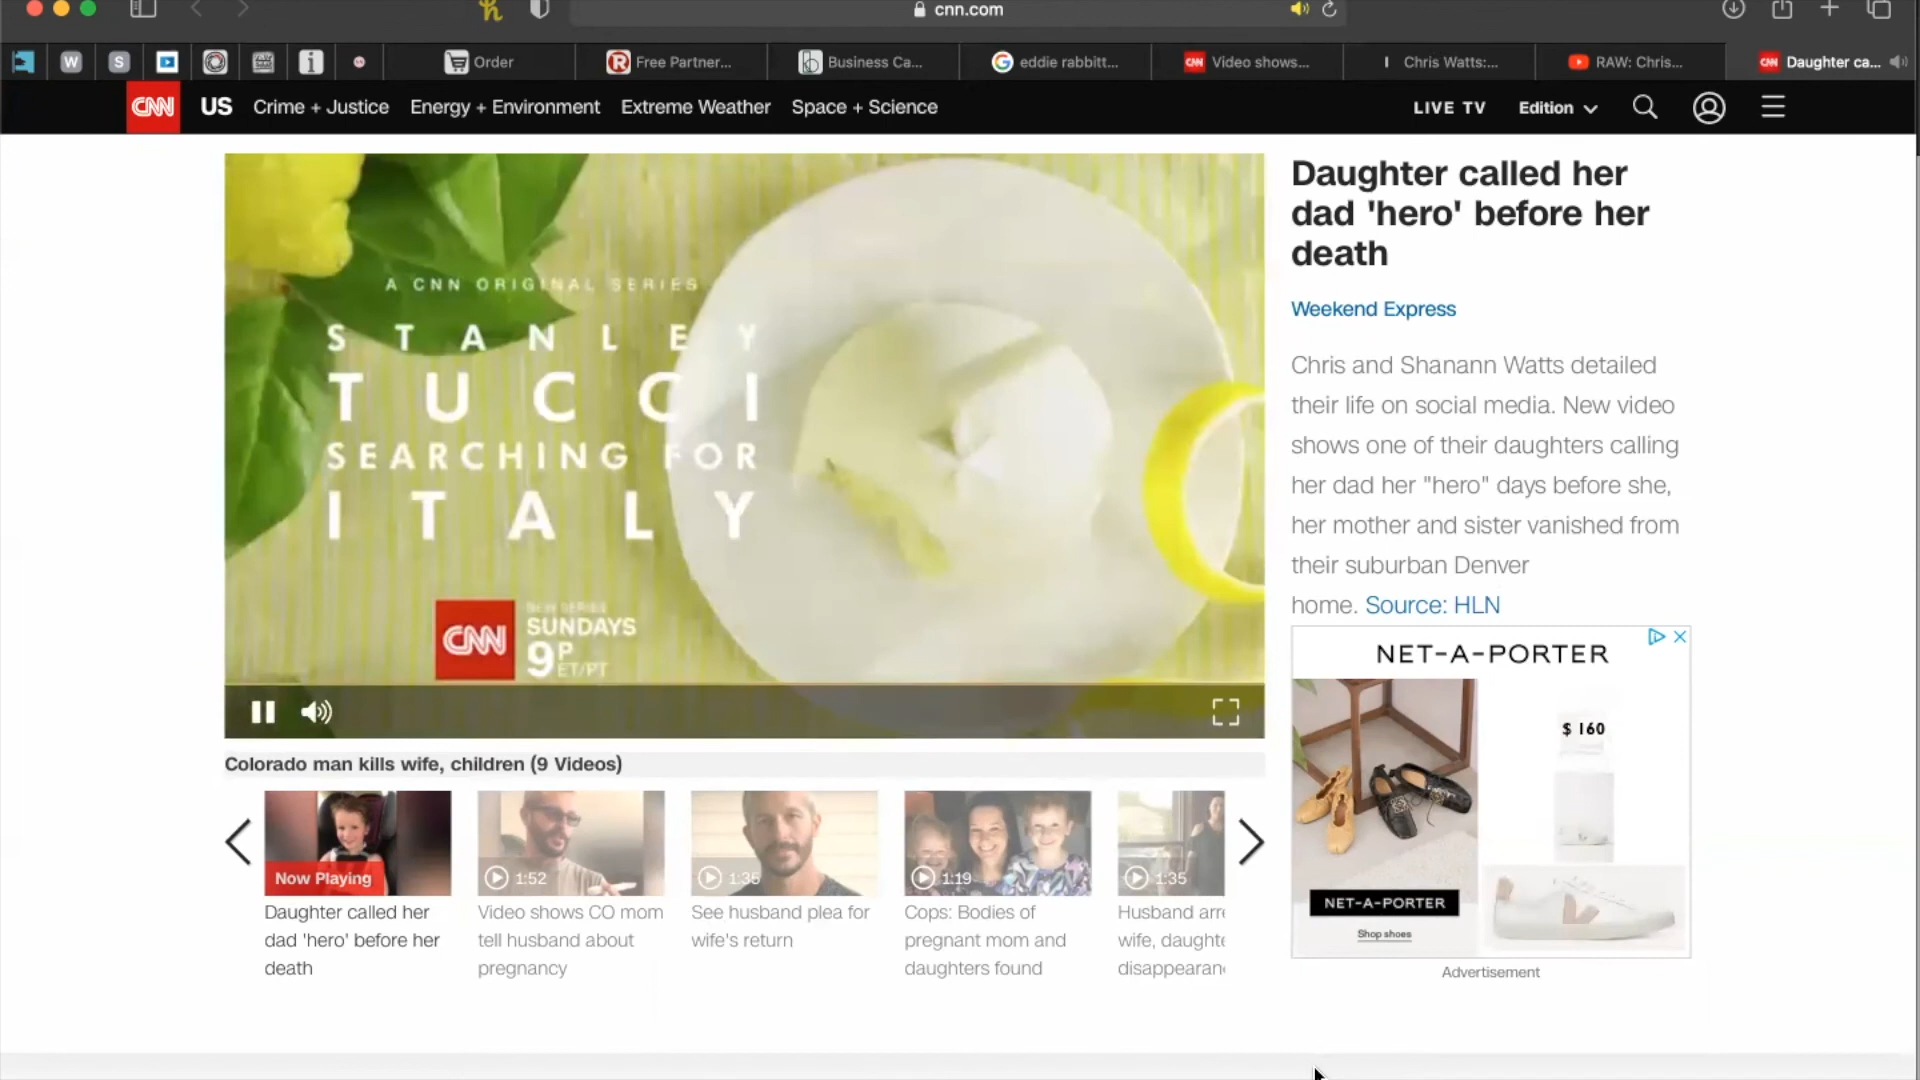 cnn.com
W
S
Order
Free Partner...
Business Ca...
eddie rabbitt...
CNN Video shows...
I Chris Watts:...
RAW: Chris...
CNN Daughter ca...
CNN US Crime + Justice Energy + Environment Extreme Weather Space + Science LIVE TV Edition
A CNN ORIGINAL SERIES
STANLEY
TUCCI
SEARCHING FOR
ITALY
CNN
NEW SERIES
SUNDAYS
9P
ET/PT
Daughter called her
dad 'hero' before her
death
Weekend Express
Chris and Shanann Watts detailed
their life on social media. New video
shows one of their daughters calling
her dad her "hero" days before she,
her mother and sister vanished from
their suburban Denver
home. Source: HLN
NET-A-PORTER
$ 160
NET-A-PORTER
Shop shoes
Advertisement
Colorado man kills wife, children (9 Videos)
Now Playing
Daughter called her
dad 'hero' before her
death
1:52
Video shows CO mom
tell husband about
pregnancy
1:35
See husband plea for
wife's return
1:19
Cops: Bodies of
pregnant mom and
daughters found
1:35
Husband arre
wife, daughte
disappearan